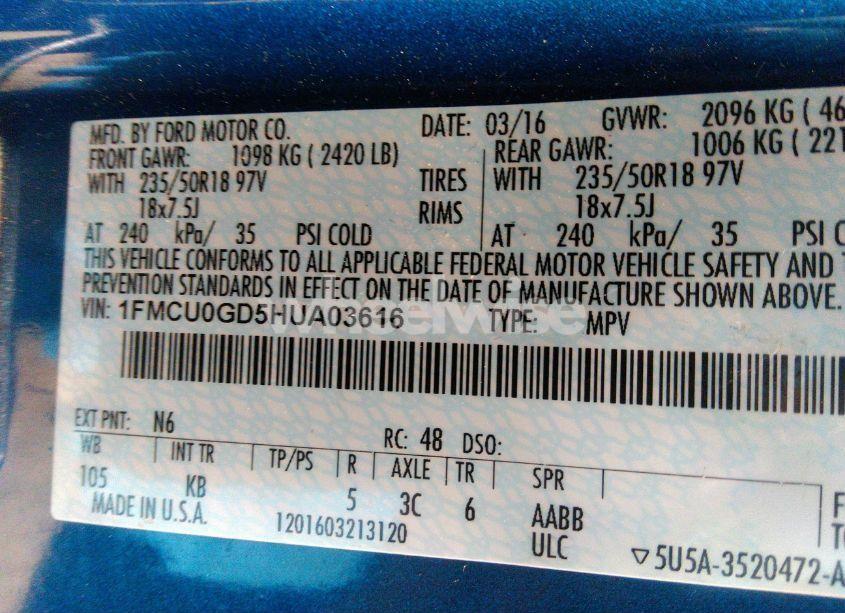 MFD. BY FORD MOTOR CO. DATE: 03/16 GVWR: 2096 KG ( 46
FRONT GAWR: 1098 KG ( 2420 LB) REAR GAWR: 1006 KG ( 221
WITH 235/50R18 97V TIRES WITH 235/50R18 97V
18x7.5J RIMS 18x7.5J
AT 240 kPa/ 35 PSI COLD AT 240 kPa/ 35 PSI C
THIS VEHICLE CONFORMS TO ALL APPLICABLE FEDERAL MOTOR VEHICLE SAFETY AND
PREVENTION STANDARDS IN EFFECT ON THE DATE OF MANUFACTURE SHOWN ABOVE.
VIN: 1FMCU0GD5HUA03616 TYPE: MPV
EXT PNT: N6 RC: 48 DSO:
WB INT TR TP/PS R AXLE TR SPR
105 KB 5 3C 6 AABB
MADE IN U.S.A. 1201603213120 ULC
5U5A-3520472-A